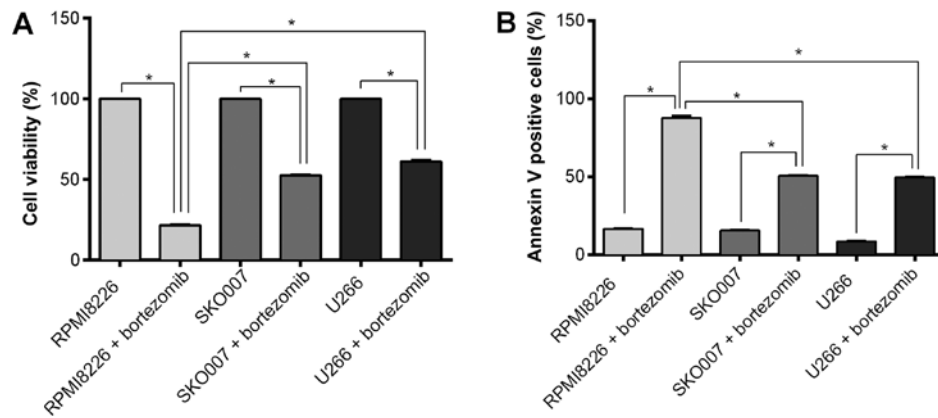 A
Cell viability (%)
150
100
50
0
*
*
*
*
*
RPMI8226
RPMI8226 + bortezomib
SKO007
SKO007 + bortezomib
U266
U266 + bortezomib
B
Annexin V positive cells (%)
150
100
50
0
*
*
*
*
*
RPMI8226
RPMI8226 + bortezomib
SKO007
SKO007 + bortezomib
U266
U266 + bortezomib